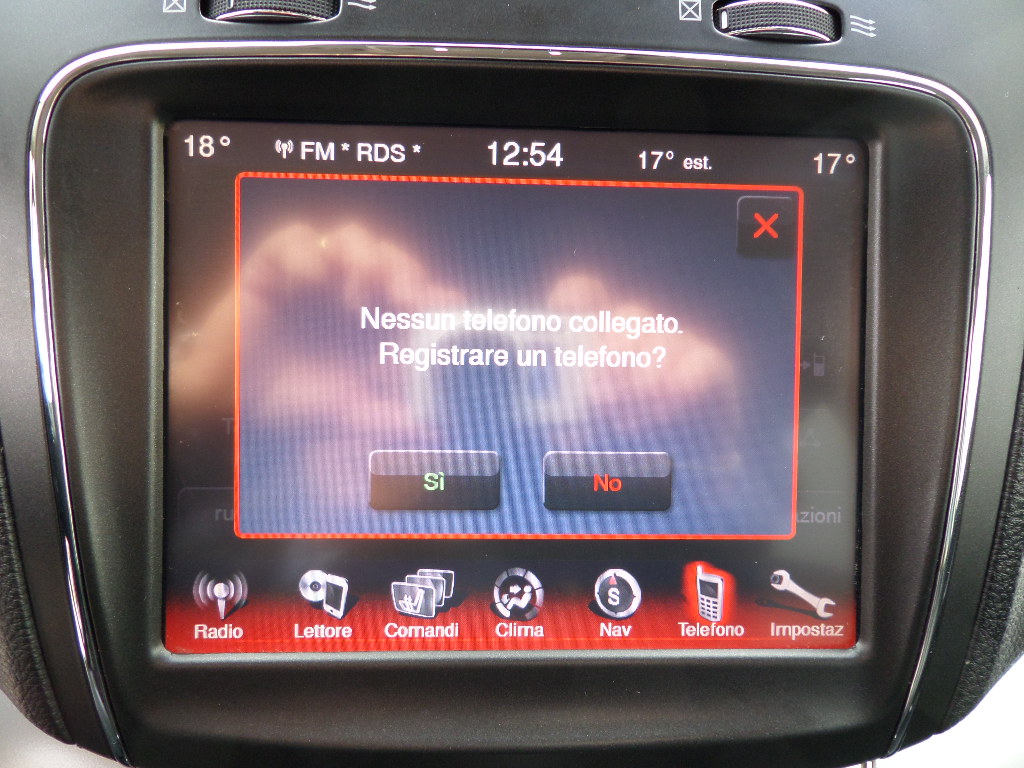 18° FM * RDS * 12:54 17° est. 17°
Nessun telefono collegato.
Registrare un telefono?
Sì No
Radio Lettore Comandi Clima Nav Telefono Impostaz